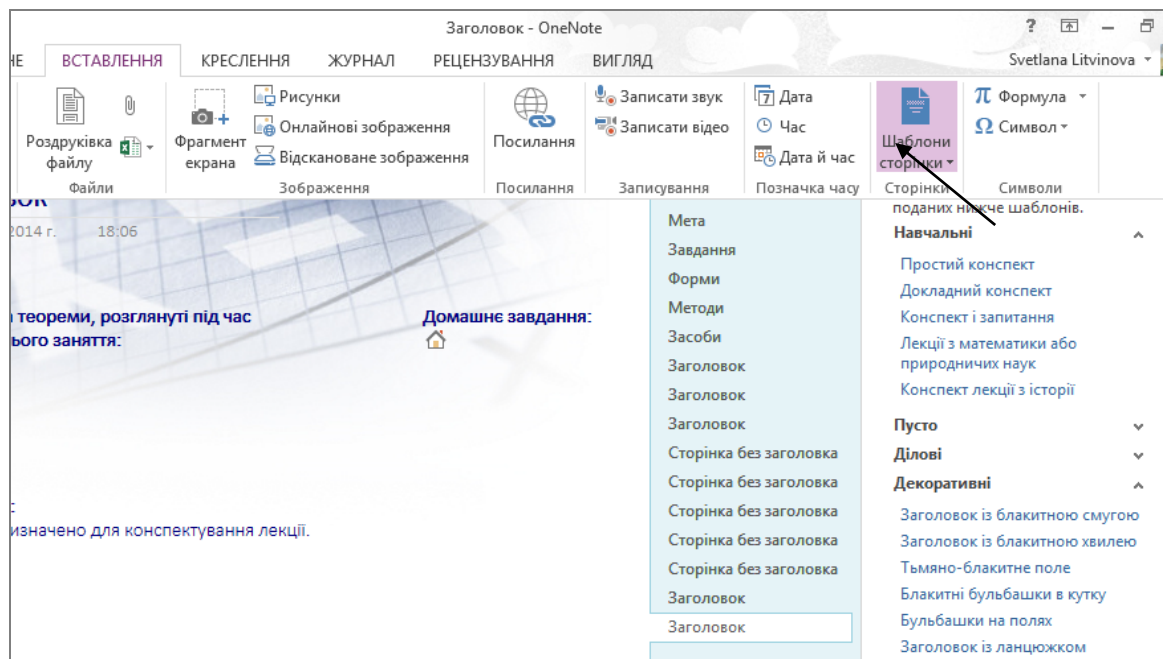 Заголовок - OneNote
?
ВСТАВЛЕННЯ КРЕСЛЕННЯ ЖУРНАЛ РЕЦЕНЗУВАННЯ ВИГЛЯД
Svetlana Litvinova
Роздруківка
файлу
Файли
Фрагмент
екрана
Рисунки
Онлайнові зображення
Відскановане зображення
Зображення
Посилання
Посилання
Записати звук
Записати відео
Записування
7 Дата
Час
Дата й час
Позначка часу
Шаблони
сторінки
Сторінки
π Формула
Ω Символ
Символи
2014 г. 18:06
теореми, розглянуті під час
ього заняття:
Домашнє завдання:
изначено для конспектування лекції.
Мета
Завдання
Форми
Методи
Засоби
Заголовок
Заголовок
Заголовок
Сторінка без заголовка
Сторінка без заголовка
Сторінка без заголовка
Сторінка без заголовка
Сторінка без заголовка
Заголовок
Заголовок
поданих нижче шаблонів.
Навчальні
Простий конспект
Докладний конспект
Конспект і запитання
Лекції з математики або
природничих наук
Конспект лекції з історії
Пусто
Ділові
Декоративні
Заголовок із блакитною смугою
Заголовок із блакитною хвилею
Тьмяно-блакитне поле
Блакитні бульбашки в кутку
Бульбашки на полях
Заголовок із ланцюжком